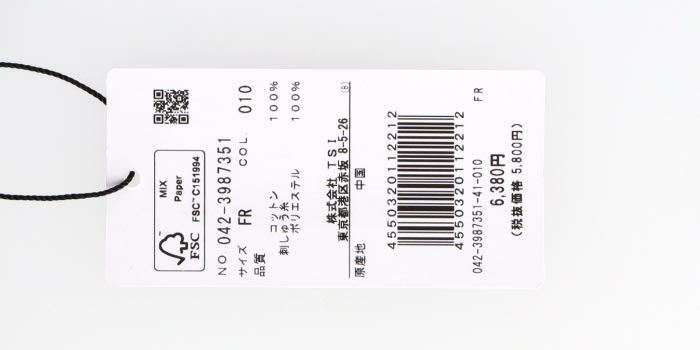 MIX
Paper
FSC™ C151994
FSC
NO. 042-3987351
サイズ FR COL. 010
品質
コットン 100%
刺しゅう糸
ポリエステル 100%
株式会社 TSI
東京都港区赤坂 8-5-26 (B)
原産地 中国
4550320112212
4550320112212
042-3987351-41-010 FR
6,380円
(税抜価格 5,800円)